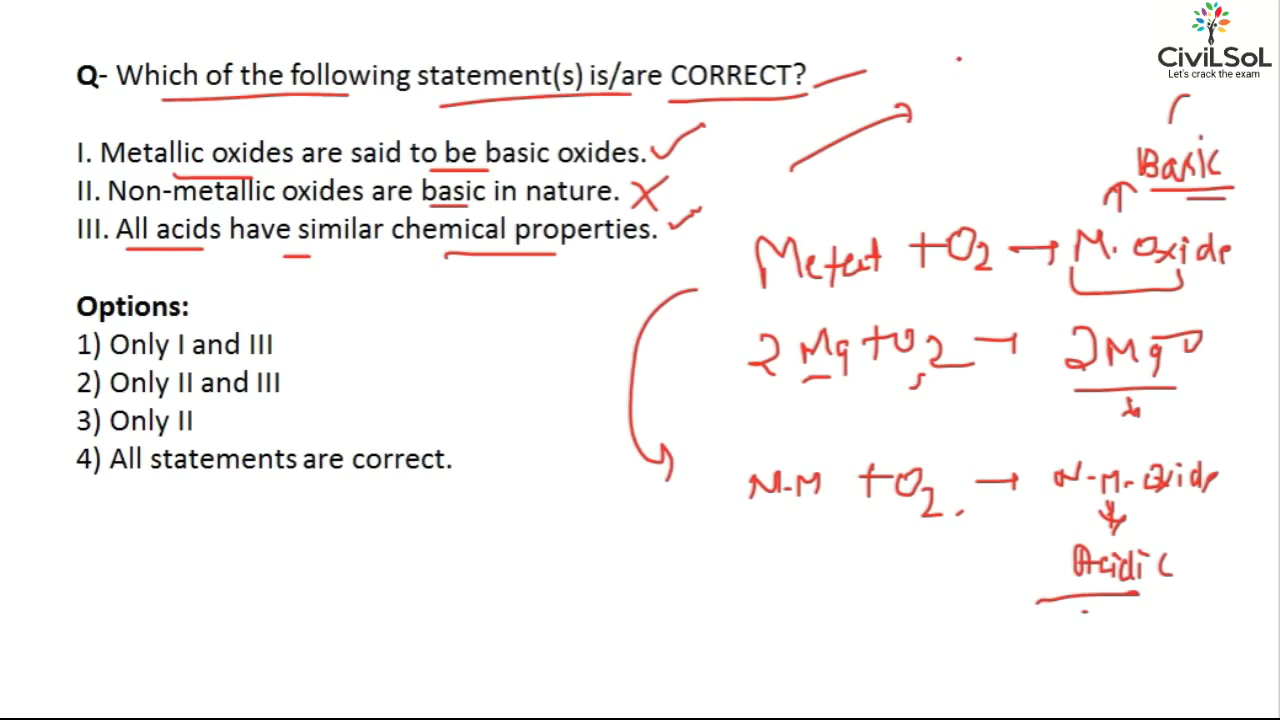 CiviLSoL
Let's crack the exam
Q- Which of the following statement(s) is/are CORRECT?
I. Metallic oxides are said to be basic oxides.
II. Non-metallic oxides are basic in nature.
III. All acids have similar chemical properties.
Options:
1) Only I and III
2) Only II and III
3) Only II
4) All statements are correct.
Basic
+O2 → M. Oxide
2Mg +O2 → 2MgO
N-M +O2 → N-M. Oxide
Acidic